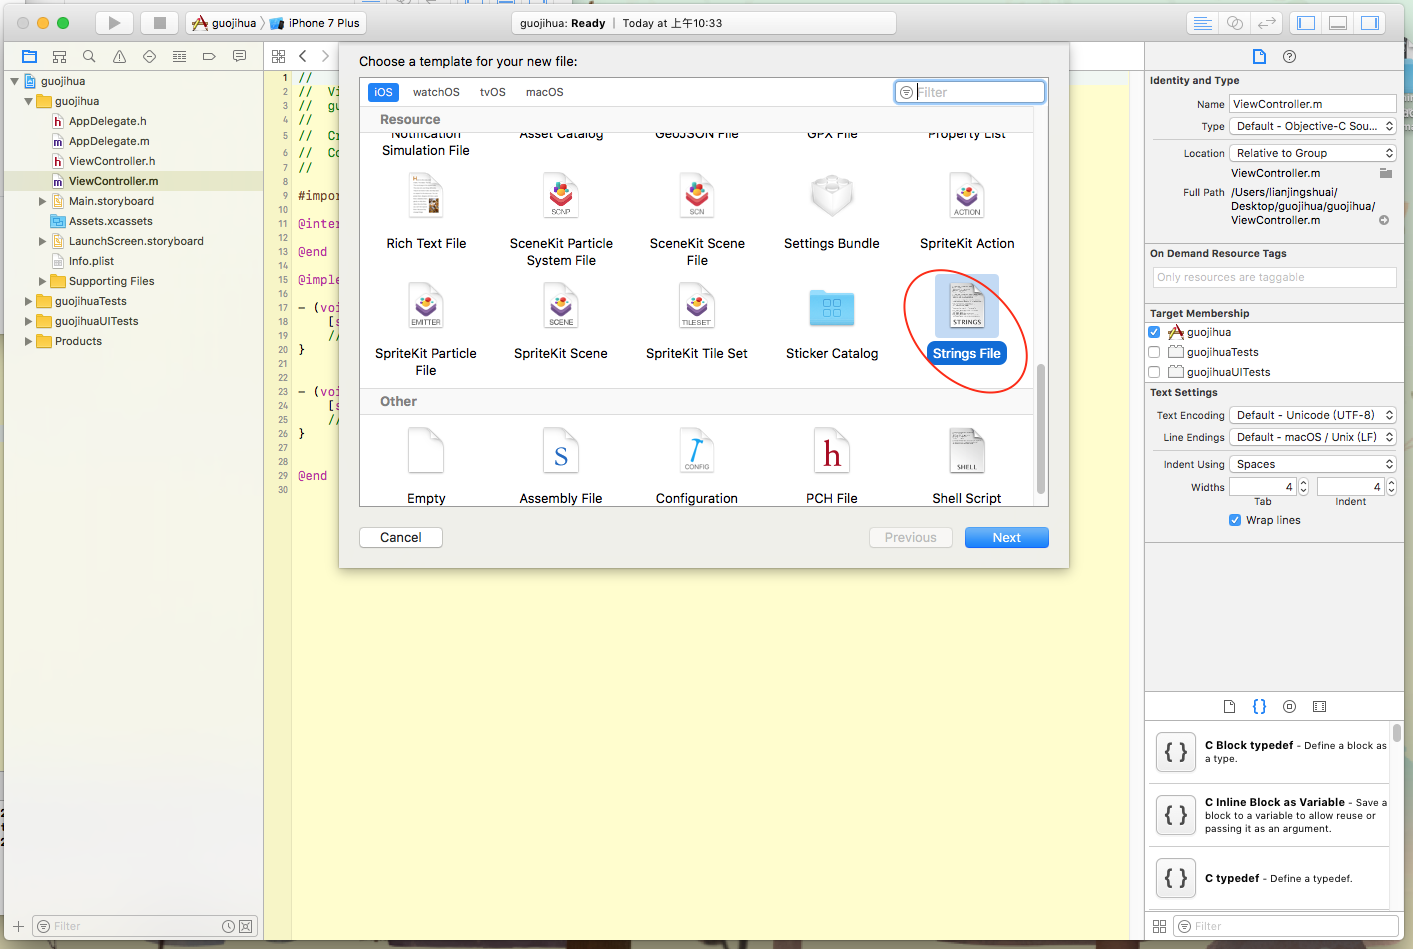 guojihua
iPhone 7 Plus
guojihua: Ready | Today at 上午10:33
guojihua
guojihua
AppDelegate.h
AppDelegate.m
ViewController.h
ViewController.m
Main.storyboard
Assets.xcassets
LaunchScreen.storyboard
Info.plist
Supporting Files
guojihuaTests
guojihuaUITests
Products
Filter
1 //
2 // Vi
3 // gu
4 //
5 // Cr
6 // Co
7 //
8
9 #impor
10
11 @inter
12
13 @end
14
15 @imple
16
17 - (voi
18 [s
19 //
20 }
21
22
23 - (voi
24 [s
25 //
26 }
27
28
29 @end
30
Choose a template for your new file:
iOS watchOS tvOS macOS
Filter
Resource
Notification
Simulation File
Asset Catalog
GeoJSON File
GPX File
Property List
Rich Text File
SCNP
SceneKit Particle
System File
SCN
SceneKit Scene
File
Settings Bundle
ACTION
SpriteKit Action
EMITTER
SpriteKit Particle
File
SCENE
SpriteKit Scene
TILESET
SpriteKit Tile Set
Sticker Catalog
STRINGS
Strings File
Other
Empty
Assembly File
CONFIG
Configuration
PCH File
SHELL
Shell Script
Cancel
Previous
Next
Identity and Type
Name ViewController.m
Type Default - Objective-C Sou...
Location Relative to Group
ViewController.m
Full Path /Users/lianjingshuai/
Desktop/guojihua/guojihua/
ViewController.m
On Demand Resource Tags
Only resources are taggable
Target Membership
guojihua
guojihuaTests
guojihuaUITests
Text Settings
Text Encoding Default - Unicode (UTF-8)
Line Endings Default - macOS / Unix (LF)
Indent Using Spaces
Widths 4 4
Tab Indent
Wrap lines
{ }
C Block typedef - Define a block as
a type.
{ }
C Inline Block as Variable - Save a
block to a variable to allow reuse or
passing it as an argument.
{ }
C typedef - Define a typedef.
Filter